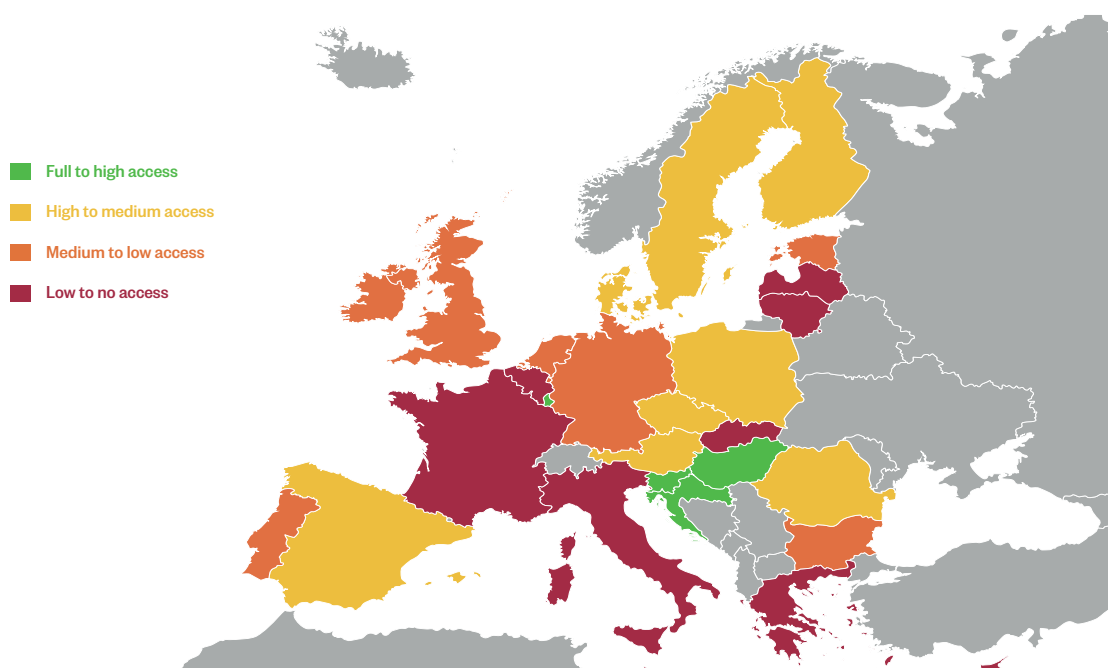 Full to high access
High to medium access
Medium to low access
Low to no access